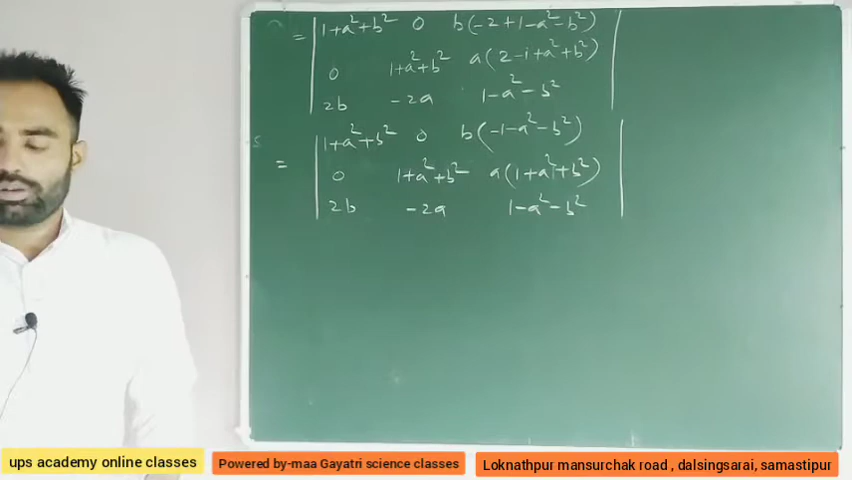 = | 1+a²+b² 0 b(-2+1-a²-b²) |
0 1+a²+b² a(2-1+a²+b²)
2b -2a 1-a²-b²
= | 1+a²+b² 0 b(-1-a²-b²) |
0 1+a²+b² a(1+a²+b²)
2b -2a 1-a²-b²
ups academy online classes
Powered by-maa Gayatri science classes
Loknathpur mansurchak road , dalsingsarai, samastipur